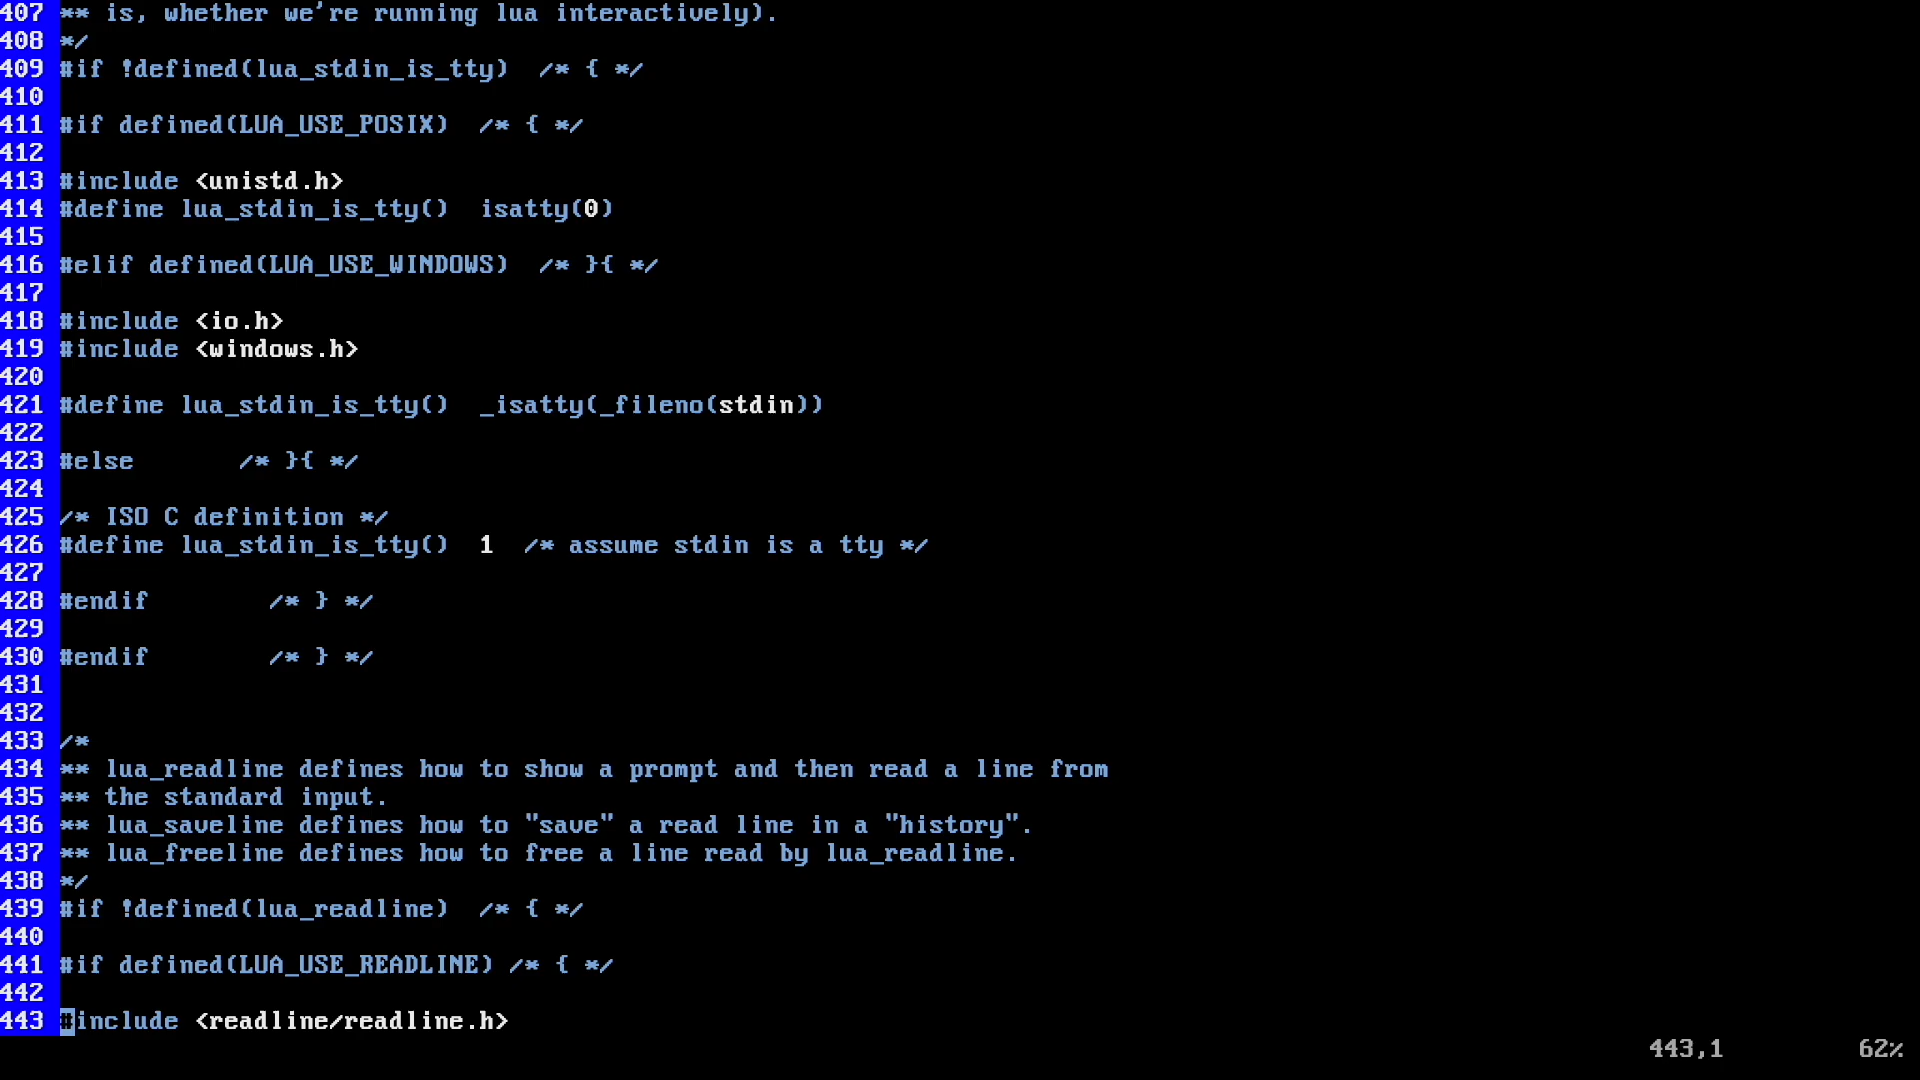 407 ** is, whether we're running lua interactively).
408 */
409 #if !defined(lua_stdin_is_tty)  /* { */
410
411 #if defined(LUA_USE_POSIX)  /* { */
412
413 #include <unistd.h>
414 #define lua_stdin_is_tty()  isatty(0)
415
416 #elif defined(LUA_USE_WINDOWS)  /* }{ */
417
418 #include <io.h>
419 #include <windows.h>
420
421 #define lua_stdin_is_tty()  _isatty(_fileno(stdin))
422
423 #else       /* }{ */
424
425 /* ISO C definition */
426 #define lua_stdin_is_tty()  1  /* assume stdin is a tty */
427
428 #endif        /* } */
429
430 #endif        /* } */
431
432
433 /*
434 ** lua_readline defines how to show a prompt and then read a line from
435 ** the standard input.
436 ** lua_saveline defines how to "save" a read line in a "history".
437 ** lua_freeline defines how to free a line read by lua_readline.
438 */
439 #if !defined(lua_readline)  /* { */
440
441 #if defined(LUA_USE_READLINE) /* { */
442
443 #include <readline/readline.h>
443,1         62%